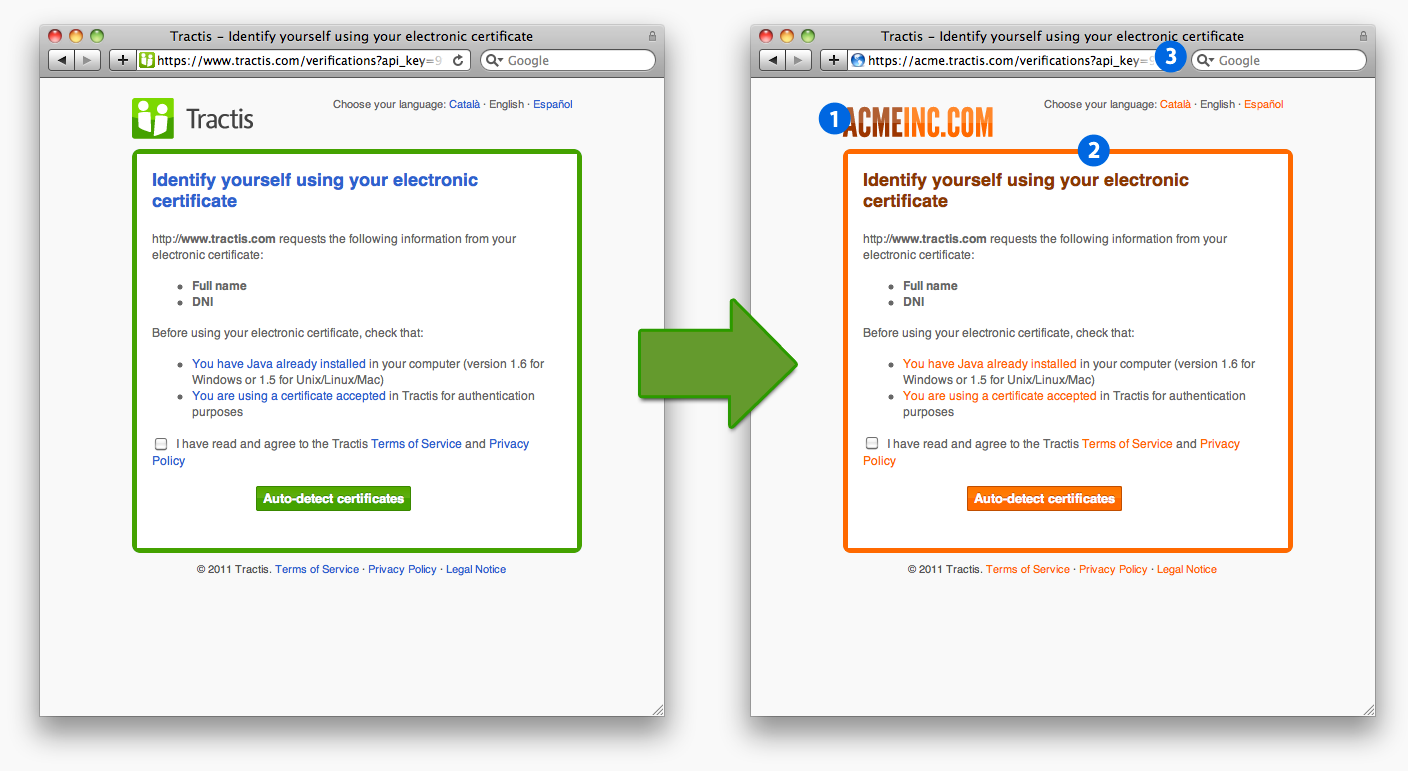 Tractis – Identify yourself using your electronic certificate
https://www.tractis.com/verifications?api_key=9
Google
Tractis
Choose your language: Català · English · Español
Identify yourself using your electronic
certificate
http://www.tractis.com requests the following information from your
electronic certificate:
• Full name
• DNI
Before using your electronic certificate, check that:
• You have Java already installed in your computer (version 1.6 for
Windows or 1.5 for Unix/Linux/Mac)
• You are using a certificate accepted in Tractis for authentication
purposes
I have read and agree to the Tractis Terms of Service and Privacy
Policy
Auto-detect certificates
© 2011 Tractis. Terms of Service · Privacy Policy · Legal Notice
Tractis – Identify yourself using your electronic certificate
https://acme.tractis.com/verifications?api_key=9
3
Google
1
ACMEINC.COM
Choose your language: Català · English · Español
2
Identify yourself using your electronic
certificate
http://www.tractis.com requests the following information from your
electronic certificate:
• Full name
• DNI
Before using your electronic certificate, check that:
• You have Java already installed in your computer (version 1.6 for
Windows or 1.5 for Unix/Linux/Mac)
• You are using a certificate accepted in Tractis for authentication
purposes
I have read and agree to the Tractis Terms of Service and Privacy
Policy
Auto-detect certificates
© 2011 Tractis. Terms of Service · Privacy Policy · Legal Notice